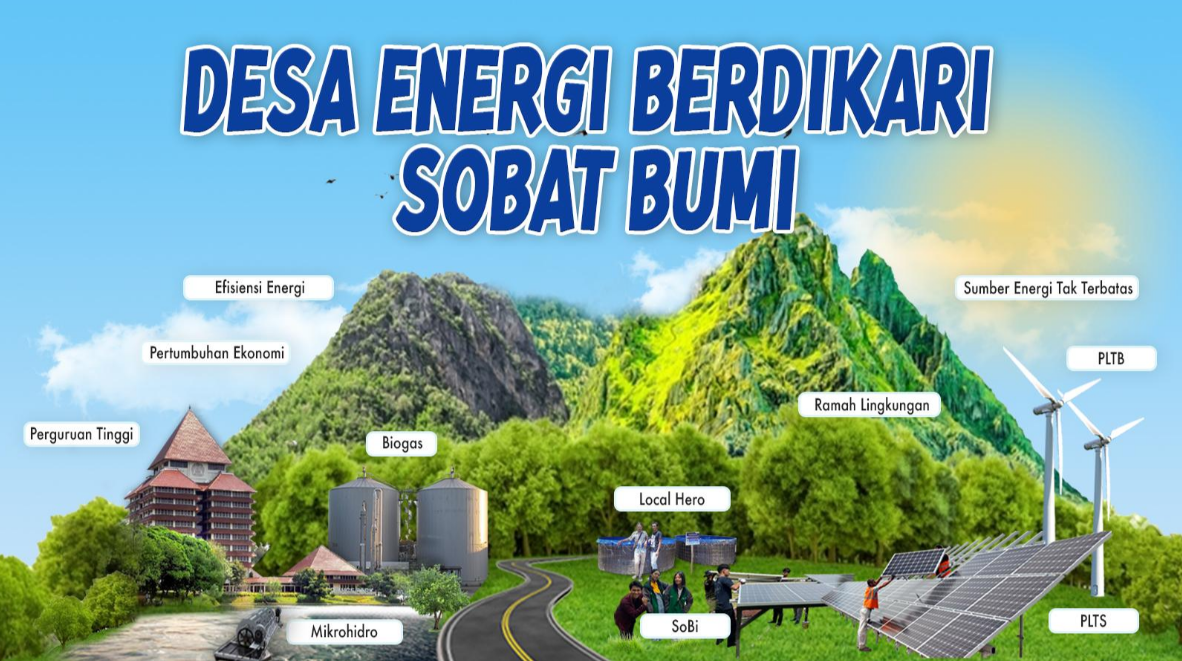 DESA ENERGI BERDIKARI
SOBAT BUMI
Efisiensi Energi
Sumber Energi Tak Terbatas
Pertumbuhan Ekonomi
PLTB
Ramah Lingkungan
Perguruan Tinggi
Biogas
Local Hero
Mikrohidro
SoBi
PLTS